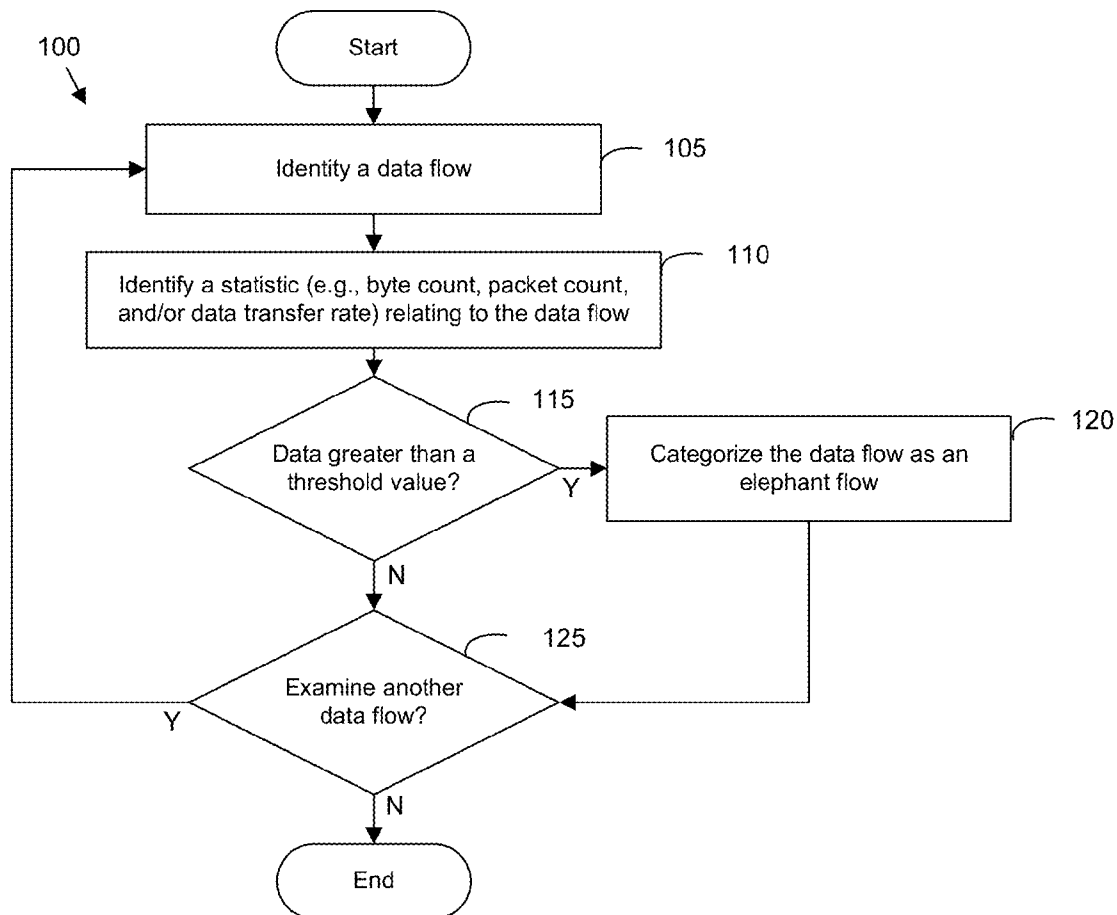 100
Start
Identity a data flow
105
Identify a statistic (e.g., byte count, packet count,
and/or data transfer rate) relating to the data flow
110
Data greater than a
threshold value?
115
Y
Categorize the data flow as an
elephant flow
120
N
Examine another
data flow?
125
Y
N
End